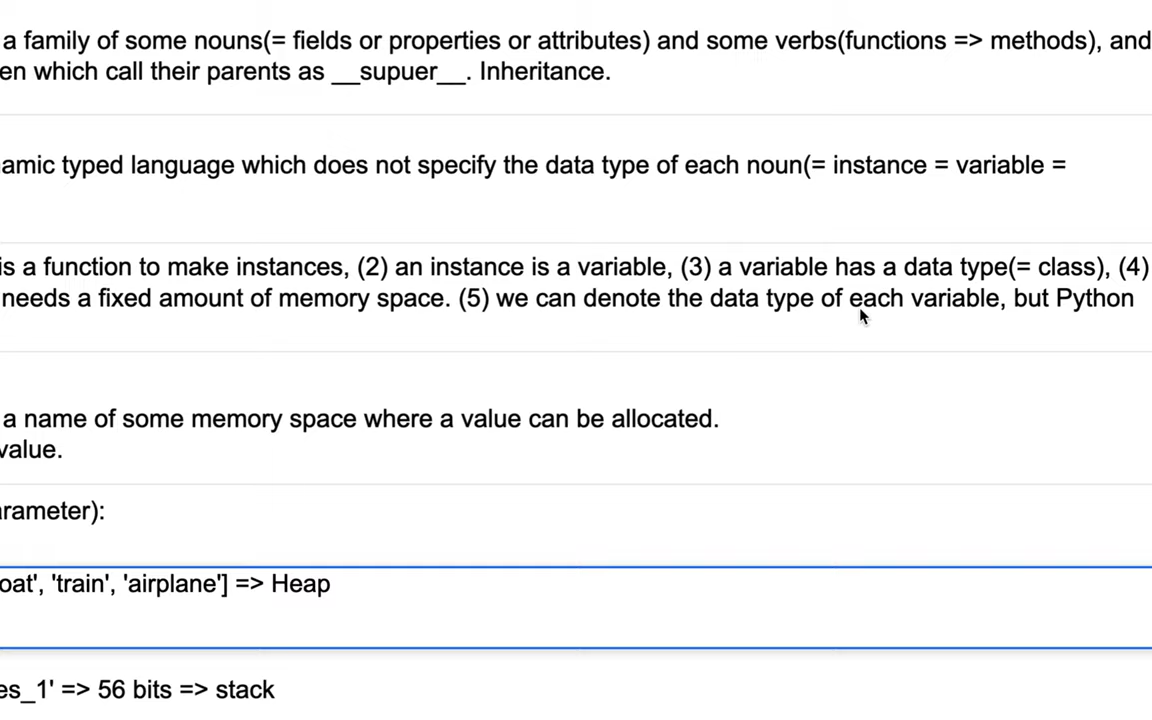 a family of some nouns(= fields or properties or attributes) and some verbs(functions => methods), and
en which call their parents as __supuer__. Inheritance.
amic typed language which does not specify the data type of each noun(= instance = variable =
is a function to make instances, (2) an instance is a variable, (3) a variable has a data type(= class), (4)
needs a fixed amount of memory space. (5) we can denote the data type of each variable, but Python
a name of some memory space where a value can be allocated.
value.
arameter):
oat', 'train', 'airplane'] => Heap
es_1' => 56 bits => stack